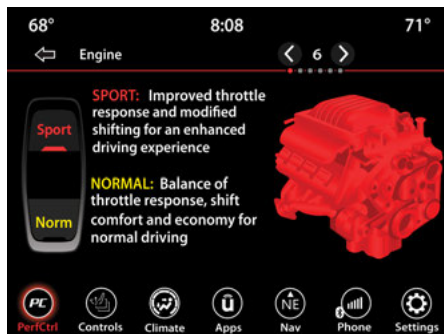 68° 8:08 71°
Engine 6
SPORT: Improved throttle
response and modified
shifting for an enhanced
driving experience
Sport
NORMAL: Balance of
throttle response, shift
comfort and economy for
normal driving
Norm
PC NE
PerfCtrl Controls Climate Apps Nav Phone Settings